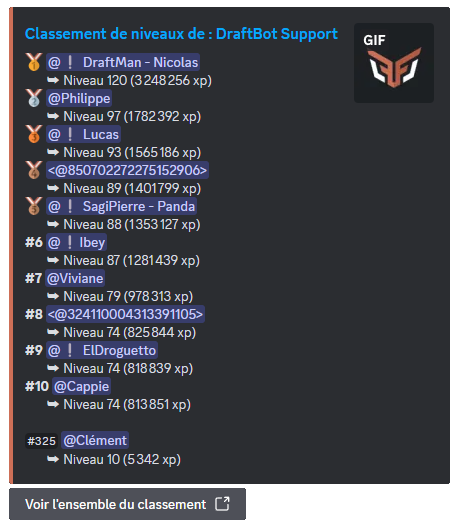 Classement de niveaux de : DraftBot Support
GIF
@❕ DraftMan - Nicolas
➥ Niveau 120 (3 248 256 xp)
@Philippe
➥ Niveau 97 (1 782 392 xp)
@❕ Lucas
➥ Niveau 93 (1 565 186 xp)
<@850702272275152906>
➥ Niveau 89 (1 401 799 xp)
@❕ SagiPierre - Panda
➥ Niveau 88 (1 353 127 xp)
#6 @❕Ibey
➥ Niveau 87 (1 281 439 xp)
#7 @Viviane
➥ Niveau 79 (978 313 xp)
#8 <@324110004313391105>
➥ Niveau 74 (825 844 xp)
#9 @❕ ElDroguetto
➥ Niveau 74 (818 839 xp)
#10 @Cappie
➥ Niveau 74 (813 851 xp)
#325 @Clément
➥ Niveau 10 (5 342 xp)
Voir l'ensemble du classement